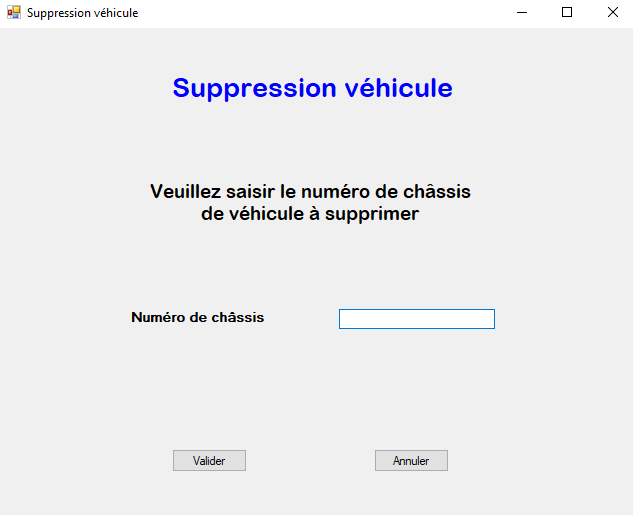 Suppression véhicule
Suppression véhicule
Veuillez saisir le numéro de châssis
de véhicule à supprimer
Numéro de châssis
Valider
Annuler